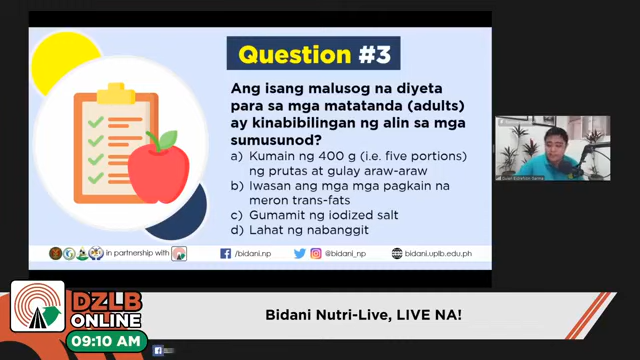 Question #3
Ang isang malusog na diyeta
para sa mga matatanda (adults)
ay kinabibilingan ng alin sa mga
sumusunod?
a) Kumain ng 400 g (i.e. five portions)
ng prutas at gulay araw-araw
b) Iwasan ang mga mga pagkain na
meron trans-fats
c) Gumamit ng iodized salt
d) Lahat ng nabanggit
in partnership with
/bidani.np
@bidani_np
bidani.uplb.edu.ph
DZLB
ONLINE
09:10 AM
Bidani Nutri-Live, LIVE NA!